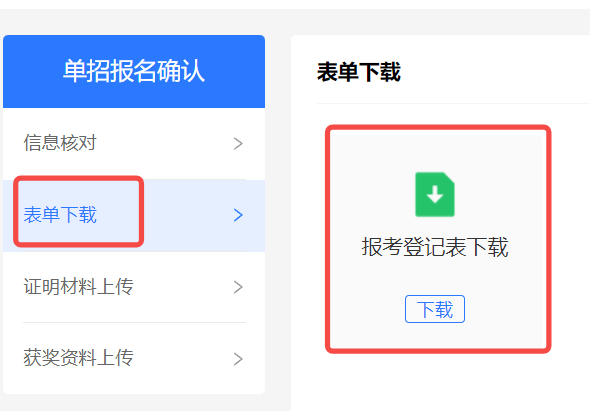 单招报名确认
信息核对
表单下载
证明材料上传
获奖资料上传
表单下载
报考登记表下载
下载